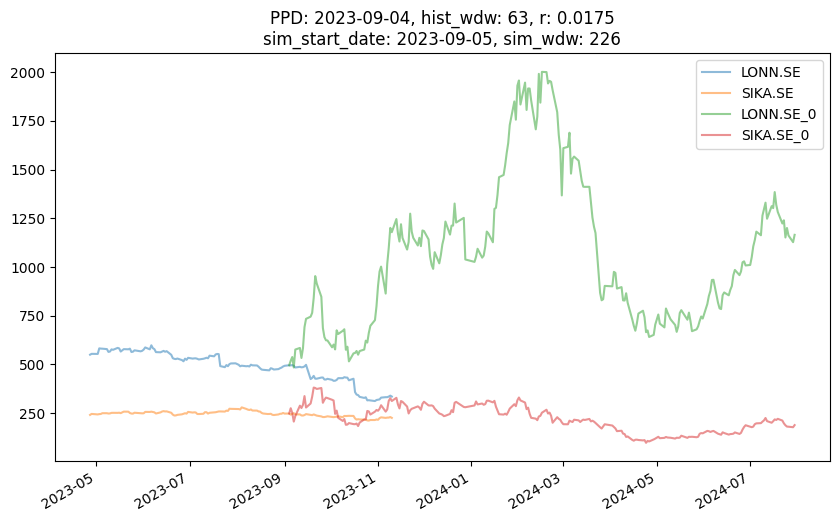 PPD: 2023-09-04, hist_wdw: 63, r: 0.0175
sim_start_date: 2023-09-05, sim_wdw: 226
LONN.SE
SIKA.SE
LONN.SE_0
SIKA.SE_0
2000
1750
1500
1250
1000
750
500
250
2023-05
2023-07
2023-09
2023-11
2024-01
2024-03
2024-05
2024-07